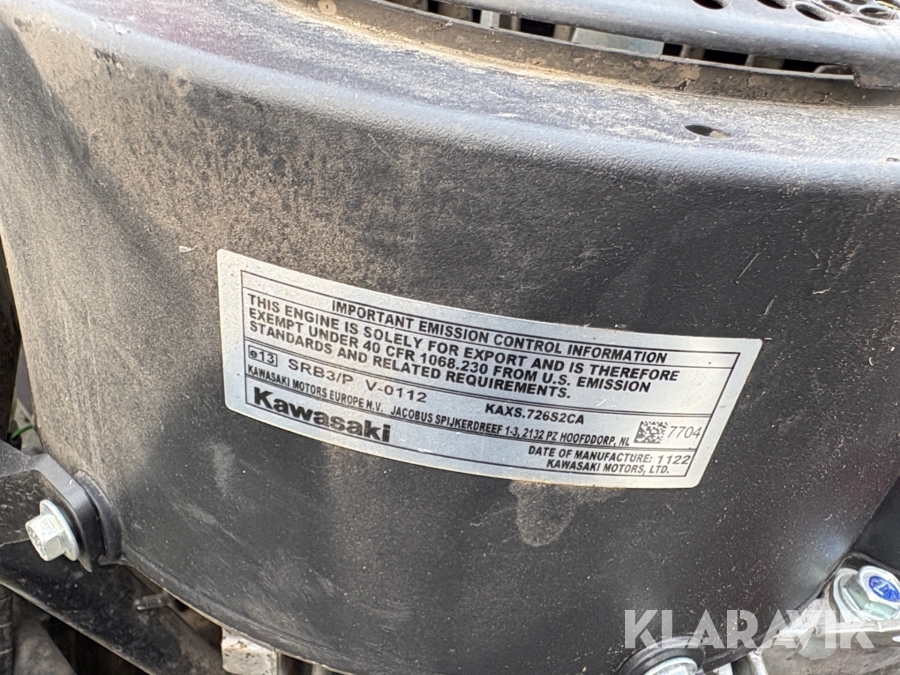 IMPORTANT EMISSION CONTROL INFORMATION
THIS ENGINE IS SOLELY FOR EXPORT AND IS THEREFORE
EXEMPT UNDER 40 CFR 1068.230 FROM U.S. EMISSION
STANDARDS AND RELATED REQUIREMENTS.
e13 SRB3/P V-0112 KAXS.726S2CA
KAWASAKI MOTORS EUROPE N.V. JACOBUS SPIJKERDREEF 1-3, 2132 PZ HOOFDDORP, NL
7704
Kawasaki
DATE OF MANUFACTURE: 1122
KAWASAKI MOTORS, LTD.
KLARAVIK